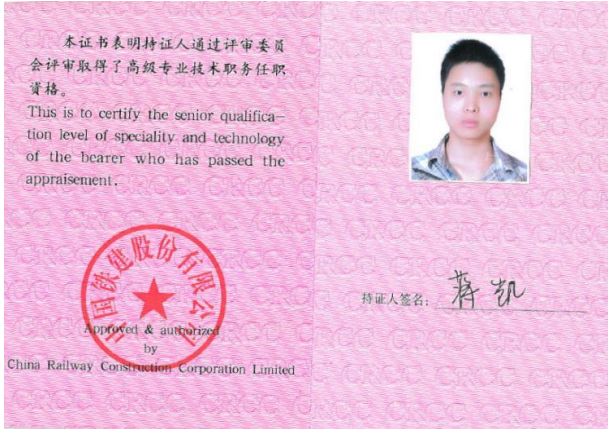 本证书表明持证人通过评审委员
会评审取得了高级专业技术职务任职
资格。
This is to certify the senior qualifica-
tion level of speciality and technology
of the bearer who has passed the
appraisement.
中国铁建股份有限公司
Approved & authorized
by
China Railway Construction Corporation Limited
持证人签名：蒋凯
CRCC